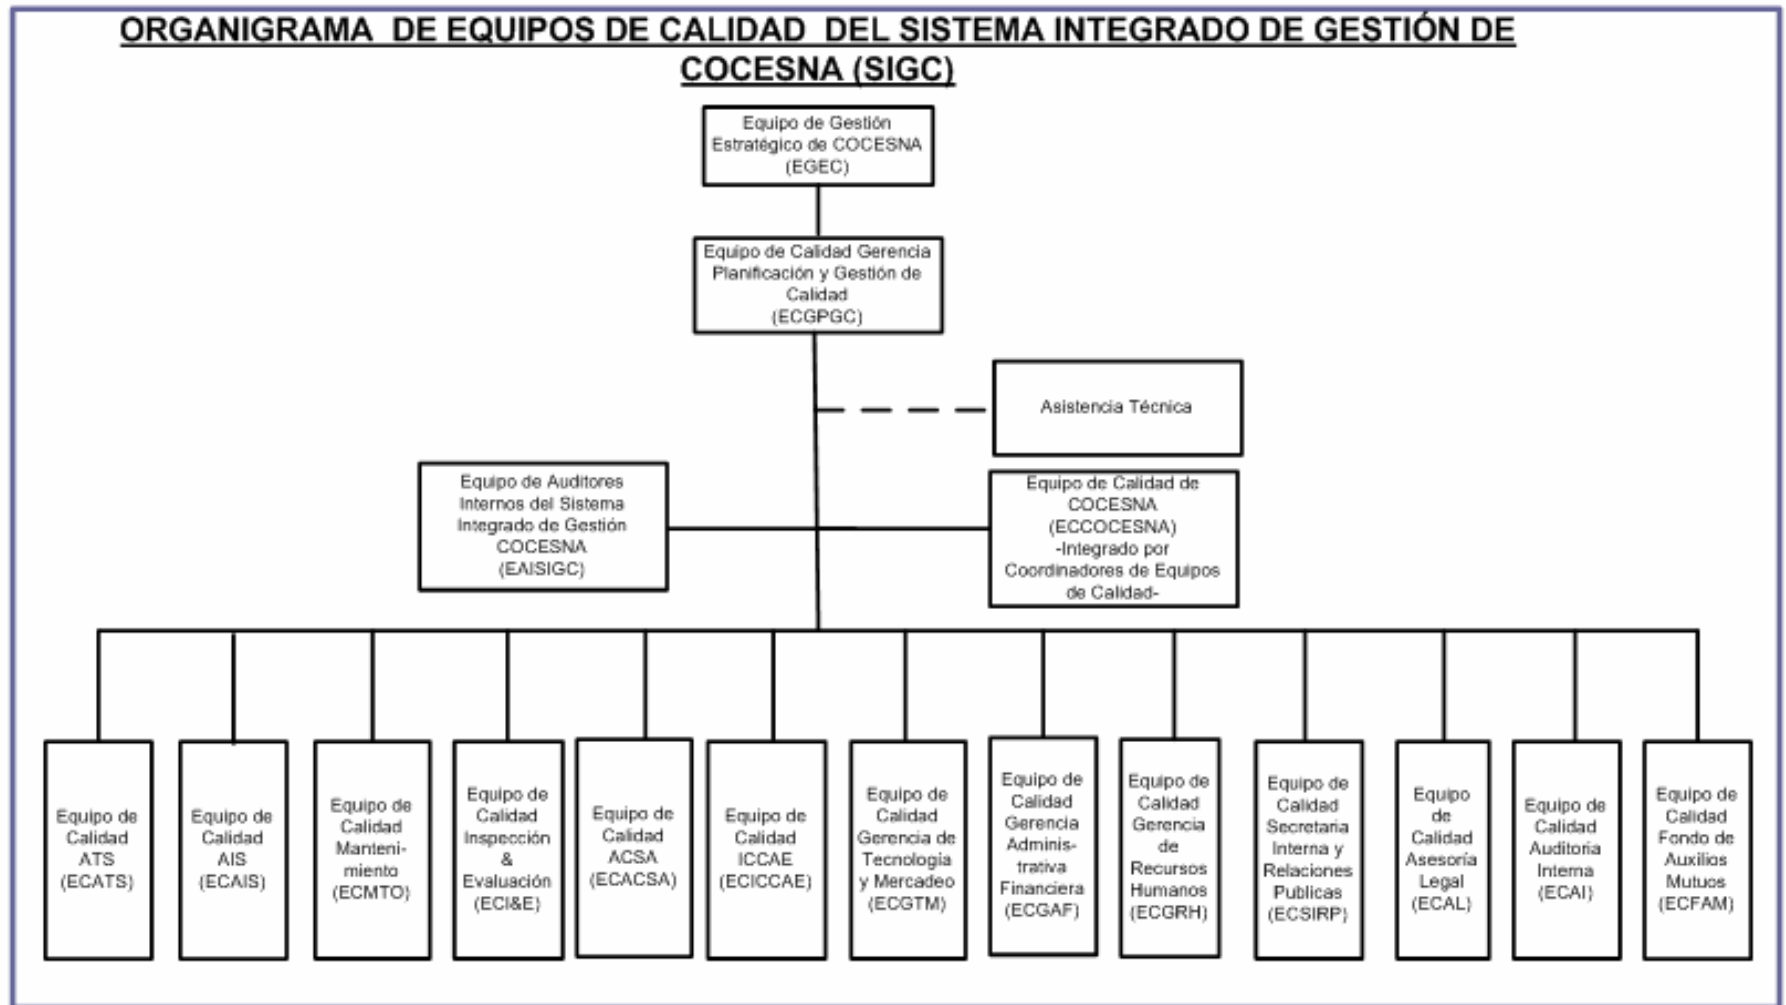 ORGANIGRAMA DE EQUIPOS DE CALIDAD DEL SISTEMA INTEGRADO DE GESTIÓN DE
COCESNA (SIGC)
Equipo de Gestión
Estratégico de COCESNA
(EGEC)
Equipo de Calidad Gerencia
Planificación y Gestión de
Calidad
(ECGPGC)
Asistencia Técnica
Equipo de Auditores
Internos del Sistema
Integrado de Gestión
COCESNA
(EAISIGC)
Equipo de Calidad de
COCESNA
(ECCOCESNA)
-Integrado por
Coordinadores de Equipos
de Calidad-
Equipo de
Calidad
ATS
(ECATS)
Equipo de
Calidad
AIS
(ECAIS)
Equipo de
Calidad
Manteni-
miento
(ECMTO)
Equipo de
Calidad
Inspección
&
Evaluación
(ECI&E)
Equipo de
Calidad
ACSA
(ECACSA)
Equipo de
Calidad
ICCAE
(ECICCAE)
Equipo de
Calidad
Gerencia de
Tecnología
y Mercadeo
(ECGTM)
Equipo de
Calidad
Gerencia
Adminis-
trativa
Financiera
(ECGAF)
Equipo de
Calidad
Gerencia
de
Recursos
Humanos
(ECGRH)
Equipo de
Calidad
Secretaria
Interna y
Relaciones
Publicas
(ECSIRP)
Equipo
de
Calidad
Asesoría
Legal
(ECAL)
Equipo de
Calidad
Auditoria
Interna
(ECAI)
Equipo de
Calidad
Fondo de
Auxilios
Mutuos
(ECFAM)